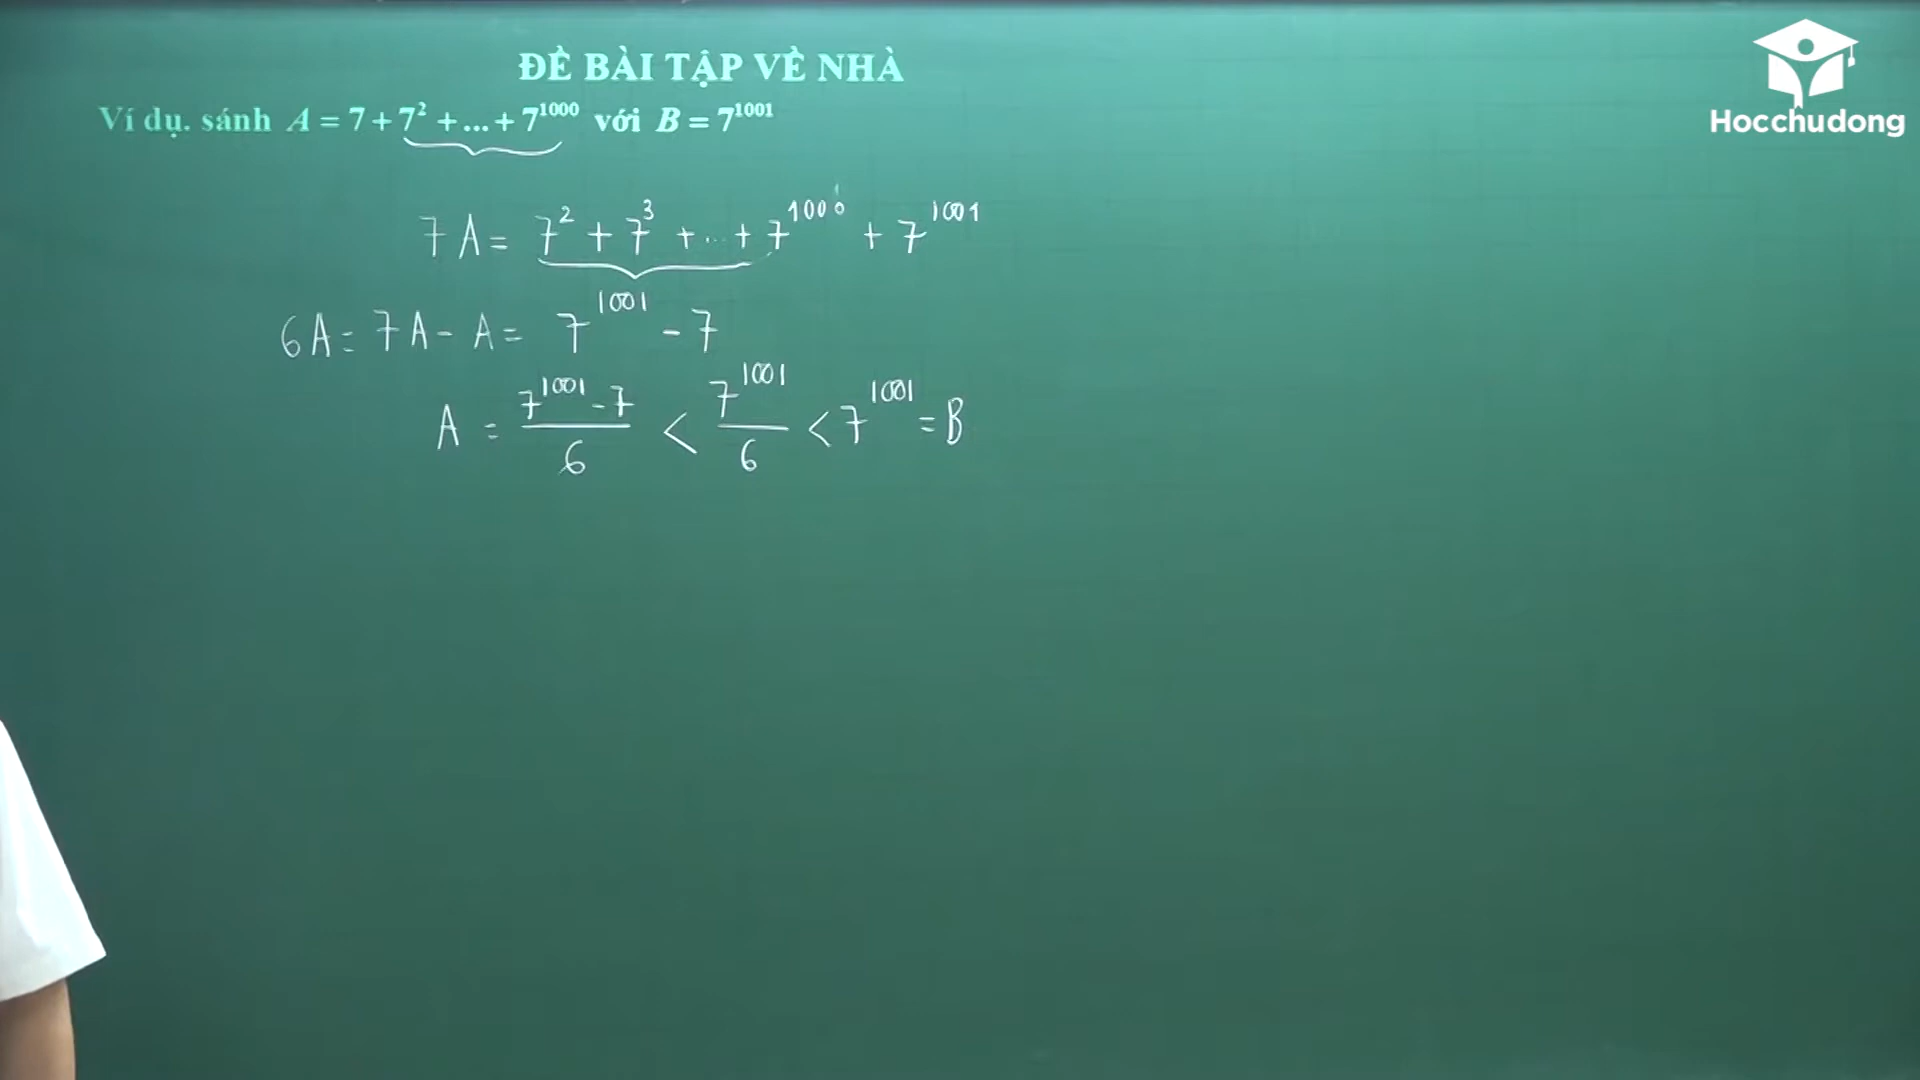 Hocchudong
ĐỀ BÀI TẬP VỀ NHÀ
Ví dụ. sánh A = 7 + 7² + ... + 7¹⁰⁰⁰ với B = 7¹⁰⁰¹
7A = 7² + 7³ + ... + 7¹⁰⁰⁰ + 7¹⁰⁰¹
6A = 7A - A = 7¹⁰⁰¹ - 7
A = (7¹⁰⁰¹ - 7)/6 < 7¹⁰⁰¹/6 < 7¹⁰⁰¹ = B